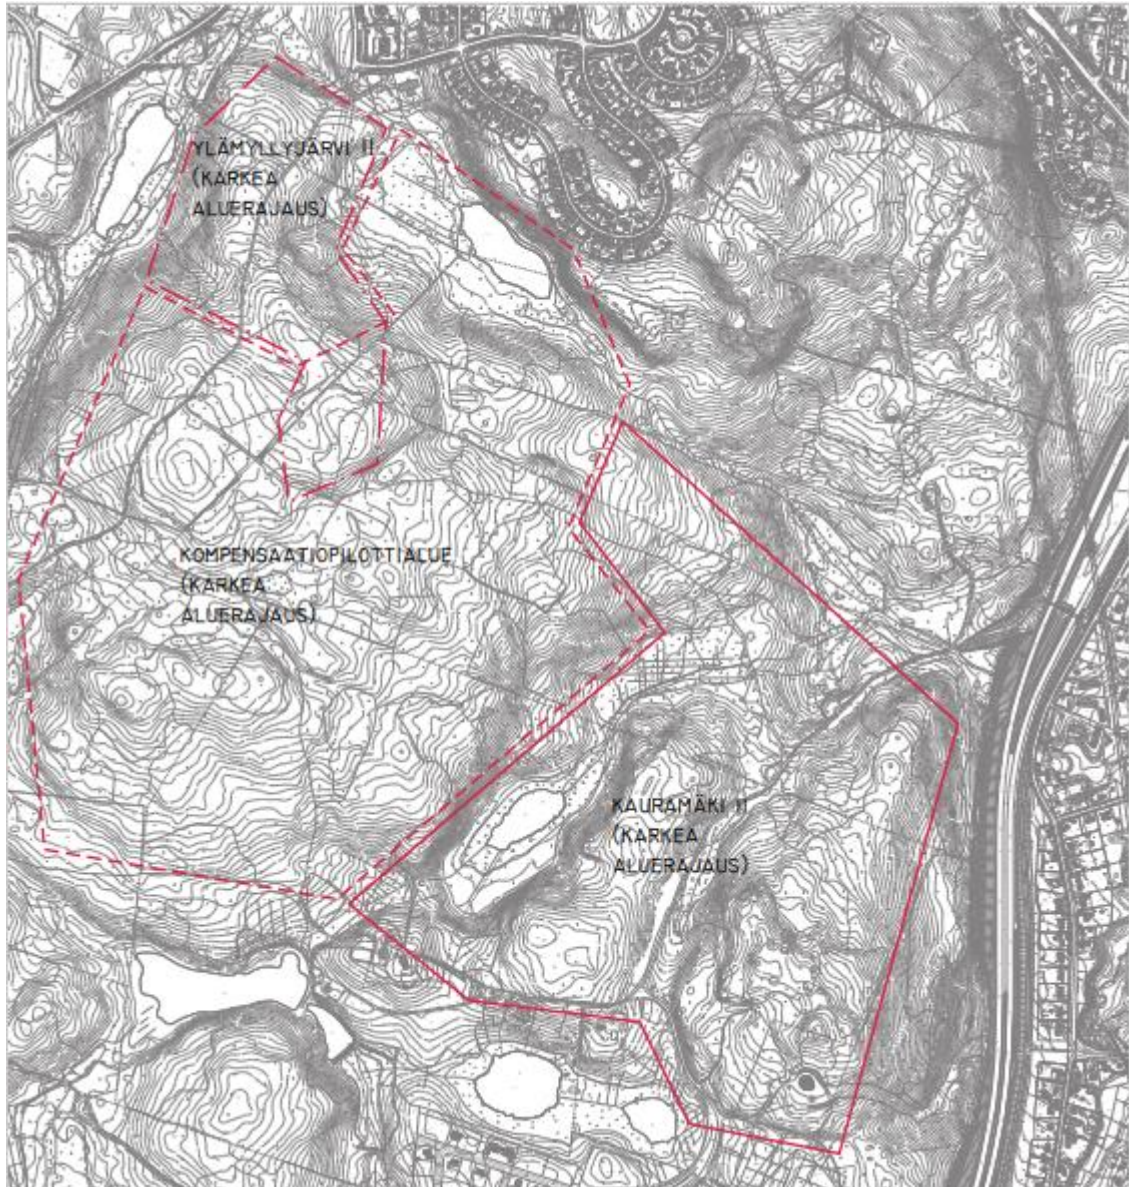 YLÄMYLLYJÄRVI II
(KARKEA
ALUERAJAUS)
KOMPENSAATIOPILOTTIALUE
(KARKEA
ALUERAJAUS)
KAURAMÄKI II
(KARKEA
ALUERAJAUS)